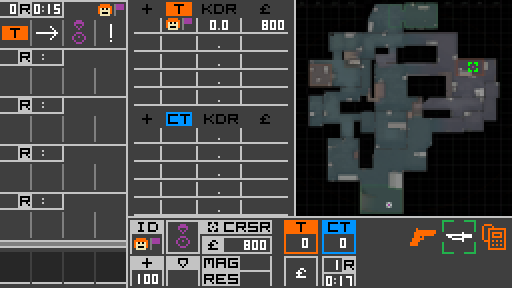 0R0:15
T → !
R :
R :
R :
R :
+ T KDR £
0.0 800
.
.
.
.
+ CT KDR £
.
.
.
.
ID CRSR T CT
£ 800 0 0
+ MAG £ 1R
100 RES 0:17